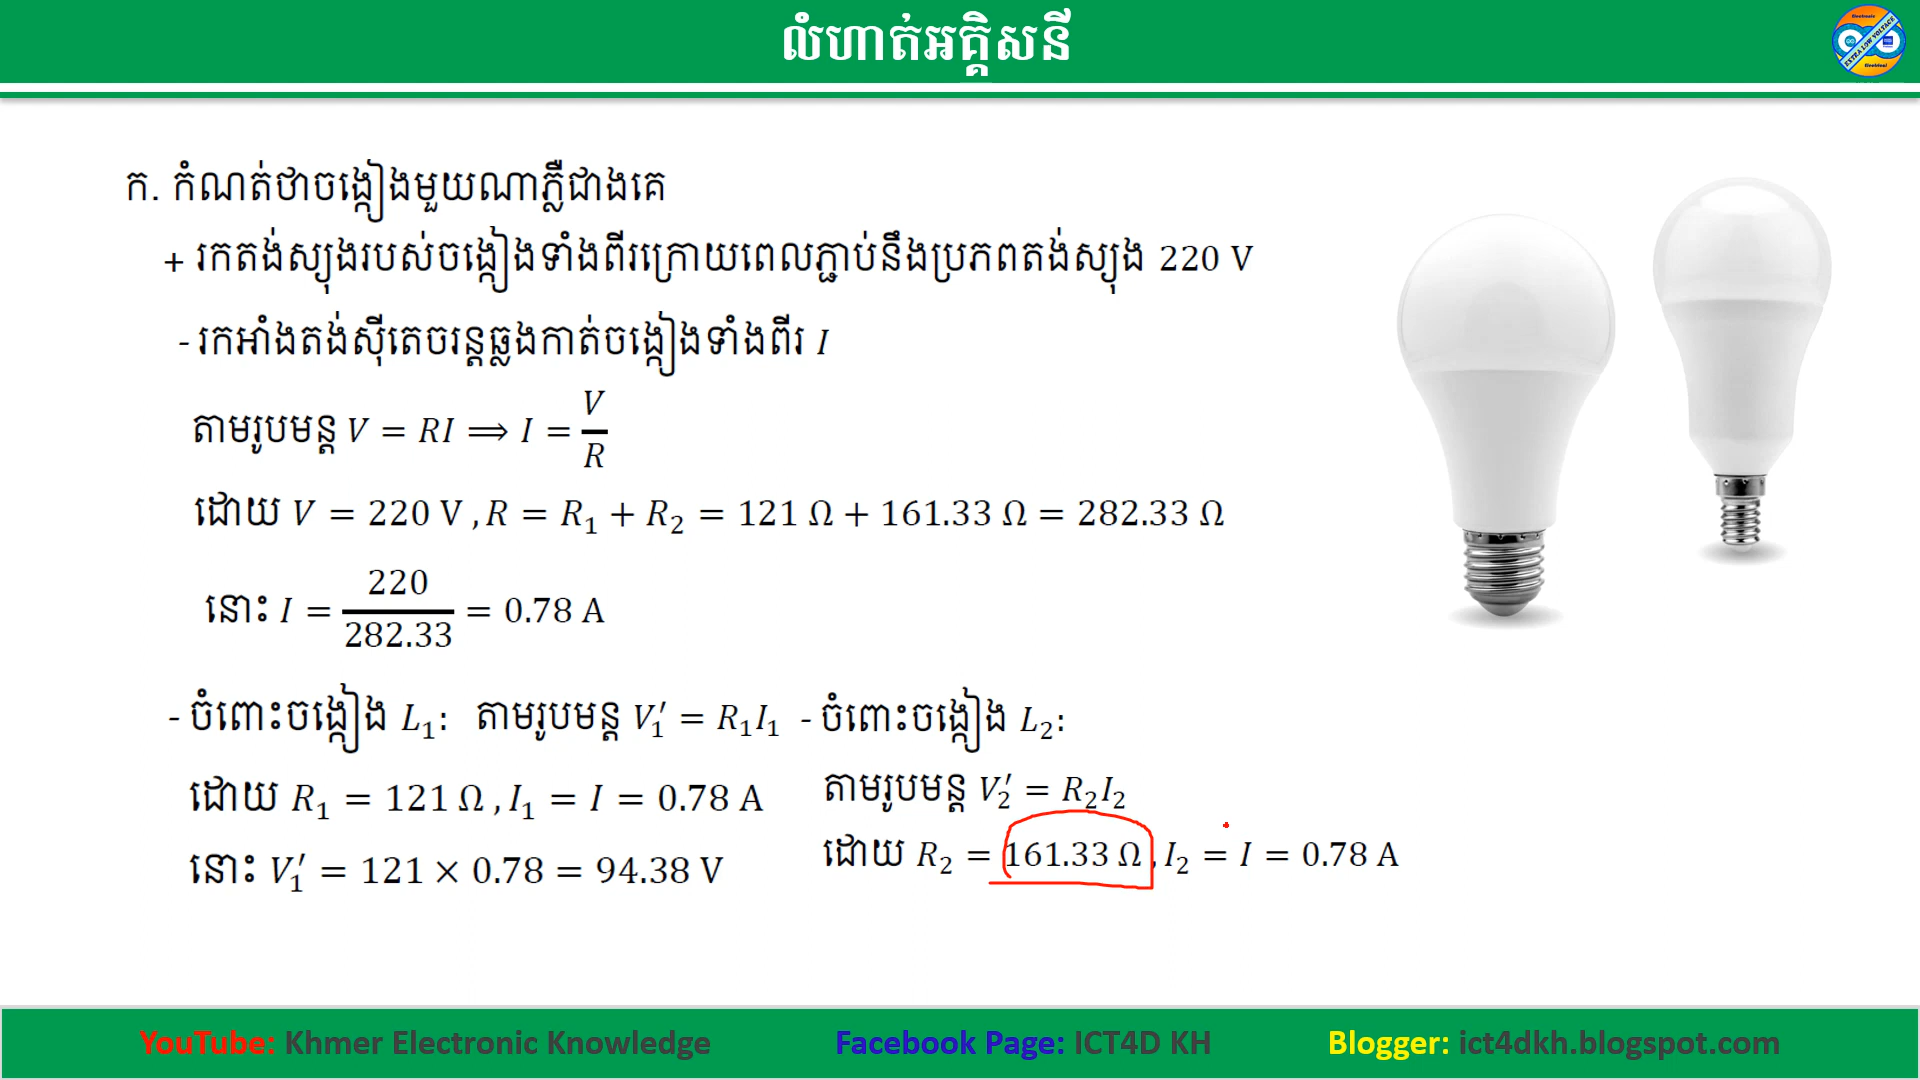 លំហាត់អគ្គិសនី
ក. កំណត់ថាចង្កៀងមួយណាភ្លឺជាងគេ
+ រកតង់ស្យុងរបស់ចង្កៀងទាំងពីរក្រោយពេលភ្ជាប់នឹងប្រភពតង់ស្យុង 220 V
- រកអាំងតង់ស៊ីតេចរន្តឆ្លងកាត់ចង្កៀងទាំងពីរ I
តាមរូបមន្ត V = RI ⟹ I = V/R
ដោយ V = 220 V , R = R₁ + R₂ = 121 Ω + 161.33 Ω = 282.33 Ω
នោះ I = 220/282.33 = 0.78 A
- ចំពោះចង្កៀង L₁: តាមរូបមន្ត V₁′ = R₁I₁
ដោយ R₁ = 121 Ω , I₁ = I = 0.78 A
នោះ V₁′ = 121 × 0.78 = 94.38 V
- ចំពោះចង្កៀង L₂:
តាមរូបមន្ត V₂′ = R₂I₂
ដោយ R₂ = 161.33 Ω , I₂ = I = 0.78 A
YouTube: Khmer Electronic Knowledge
Facebook Page: ICT4D KH
Blogger: ict4dkh.blogspot.com
Electronic
EXTRA LOW VOLTAGE